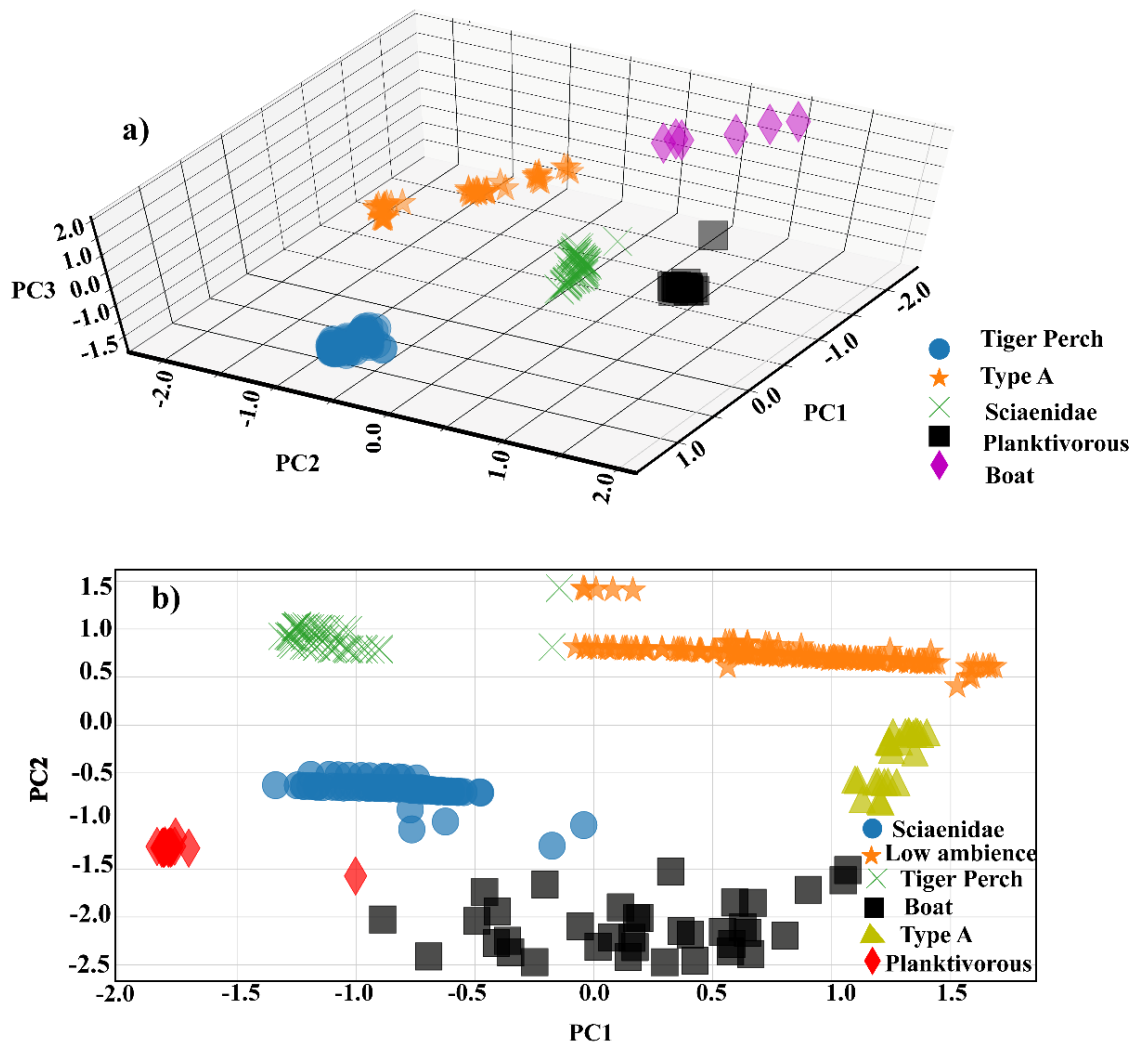 a)
2.0
1.0
PC3
0.0
-1.0
-1.5
-2.0
-1.0
0.0
1.0
2.0
PC2
1.0
0.0
-1.0
-2.0
PC1
Tiger Perch
Type A
Sciaenidae
Planktivorous
Boat
b)
1.5
1.0
0.5
0.0
-0.5
-1.0
-1.5
-2.0
-2.5
PC2
Sciaenidae
Low ambience
Tiger Perch
Boat
Type A
Planktivorous
-2.0 -1.5 -1.0 -0.5 0.0 0.5 1.0 1.5
PC1